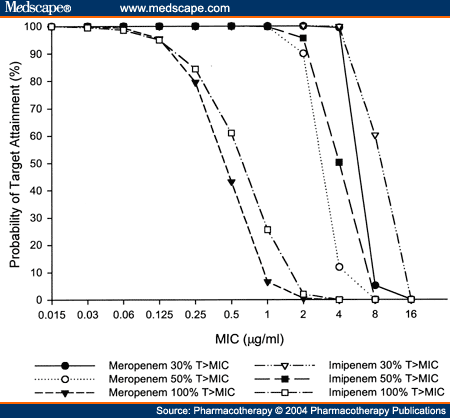 Medscape® www.medscape.com
Probability of Target Attainment (%)
100
90
80
70
60
50
40
30
20
10
0
0.015 0.03 0.06 0.125 0.25 0.5 1 2 4 8 16
MIC (µg/ml)
Meropenem 30% T>MIC Imipenem 30% T>MIC
Meropenem 50% T>MIC Imipenem 50% T>MIC
Meropenem 100% T>MIC Imipenem 100% T>MIC
Source: Pharmacotherapy © 2004 Pharmacotherapy Publications